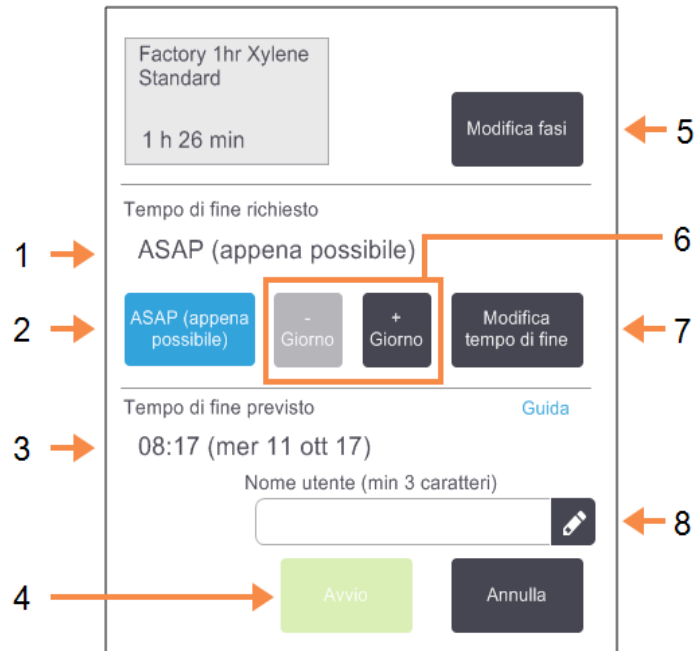 Factory 1hr Xylene
Standard
1 h 26 min
Modifica fasi
5
Tempo di fine richiesto
6
1
ASAP (appena possibile)
2
ASAP (appena
possibile)
-
Giorno
+
Giorno
Modifica
tempo di fine
7
Tempo di fine previsto
Guida
3
08:17 (mer 11 ott 17)
Nome utente (min 3 caratteri)
8
4
Avvio
Annulla